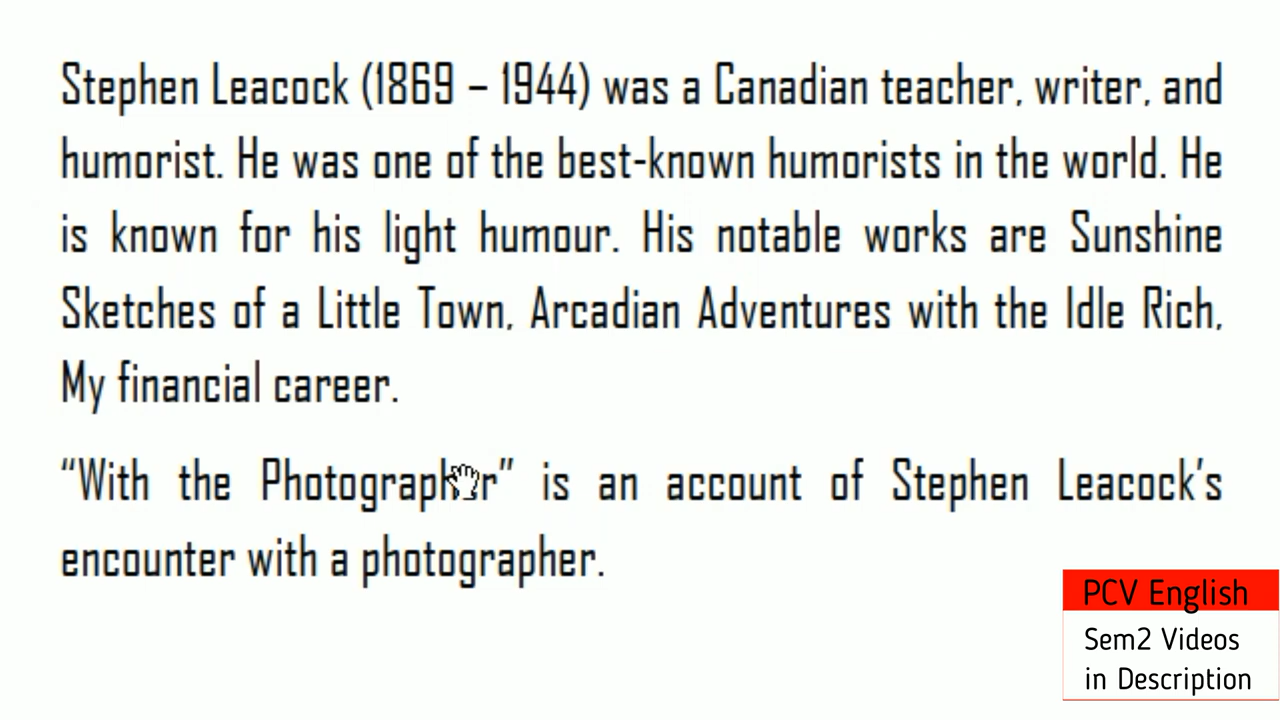 Stephen Leacock (1869 – 1944) was a Canadian teacher, writer, and
humorist. He was one of the best-known humorists in the world. He
is known for his light humour. His notable works are Sunshine
Sketches of a Little Town, Arcadian Adventures with the Idle Rich,
My financial career.
“With the Photographer” is an account of Stephen Leacock’s
encounter with a photographer.
PCV English
Sem2 Videos
in Description